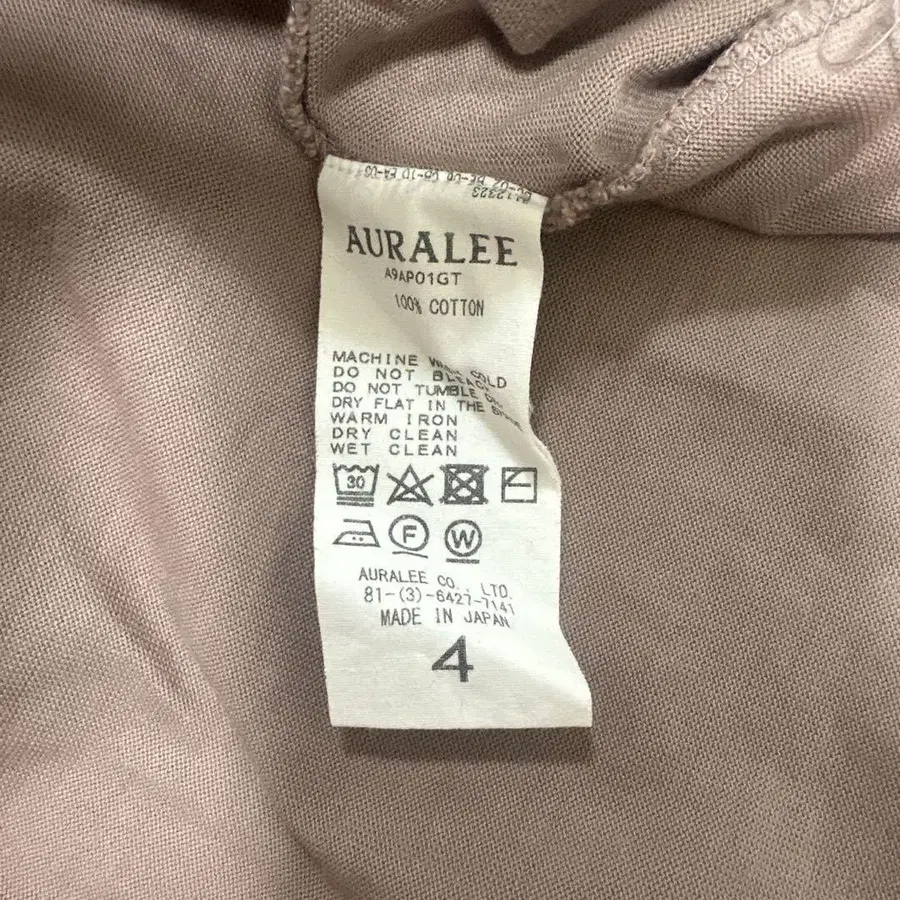 AURALEE
A9AP01GT
100% COTTON
MACHINE WASH COLD
DO NOT BLEACH
DO NOT TUMBLE DRY
DRY FLAT IN THE SHADE
WARM IRON
DRY CLEAN
WET CLEAN
30
F W
AURALEE CO., LTD.
81-(3)-6427-7141
MADE IN JAPAN
4